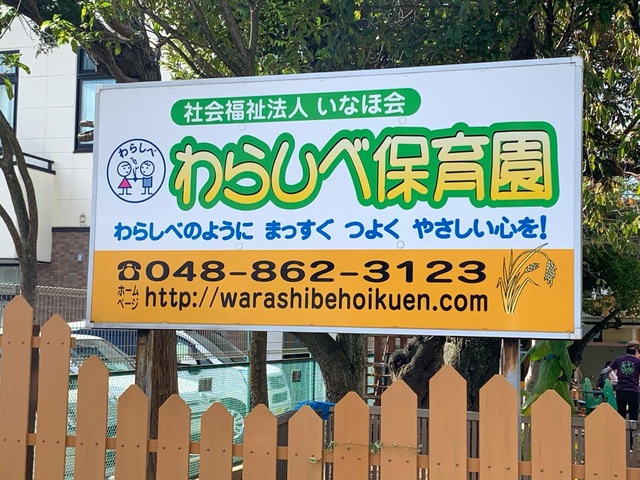 社会福祉法人 いなほ会
わらしべ
わらしべ保育園
わらしべのように まっすぐ つよく やさしい心を!
☎048-862-3123
ホームページ http://warashibehoikuen.com